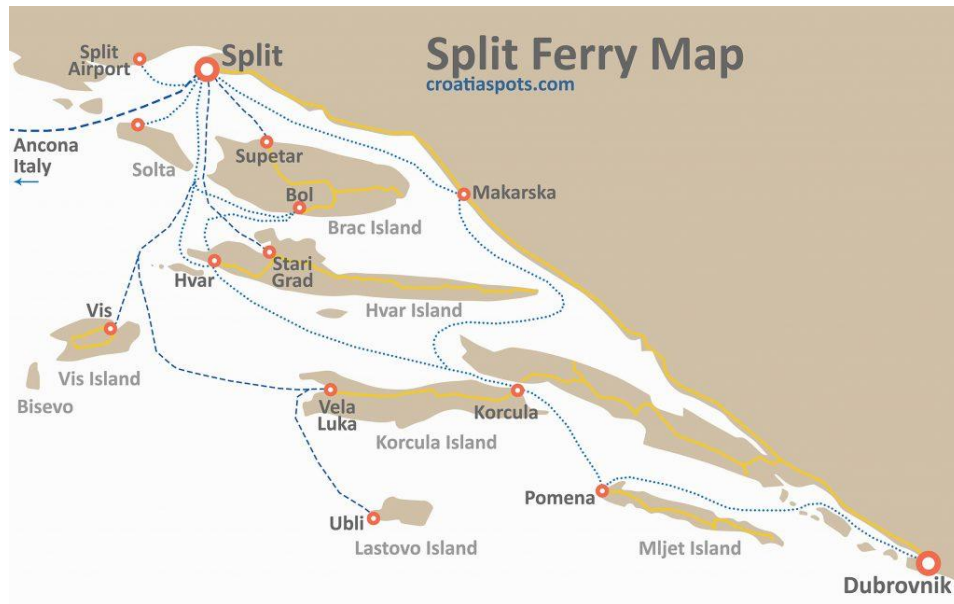 Split Ferry Map
croatiaspots.com
Split
Airport
Split
Ancona
Italy
Solta
Supetar
Bol
Brac Island
Makarska
Hvar
Stari
Grad
Hvar Island
Vis
Vis Island
Bisevo
Vela
Luka
Korcula
Korcula Island
Pomena
Ubli
Lastovo Island
Mljet Island
Dubrovnik